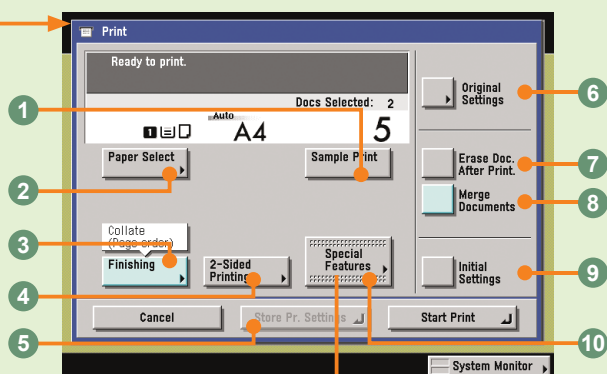 Print
Ready to print.
Docs Selected: 2
Auto
1 A4 5
Paper Select
Sample Print
Collate
(Page order)
Finishing
2-Sided
Printing
Special
Features
Original
Settings
Erase Doc.
After Print.
Merge
Documents
Initial
Settings
Cancel
Store Pr. Settings
Start Print
System Monitor
1
2
3
4
5
6
7
8
9
10